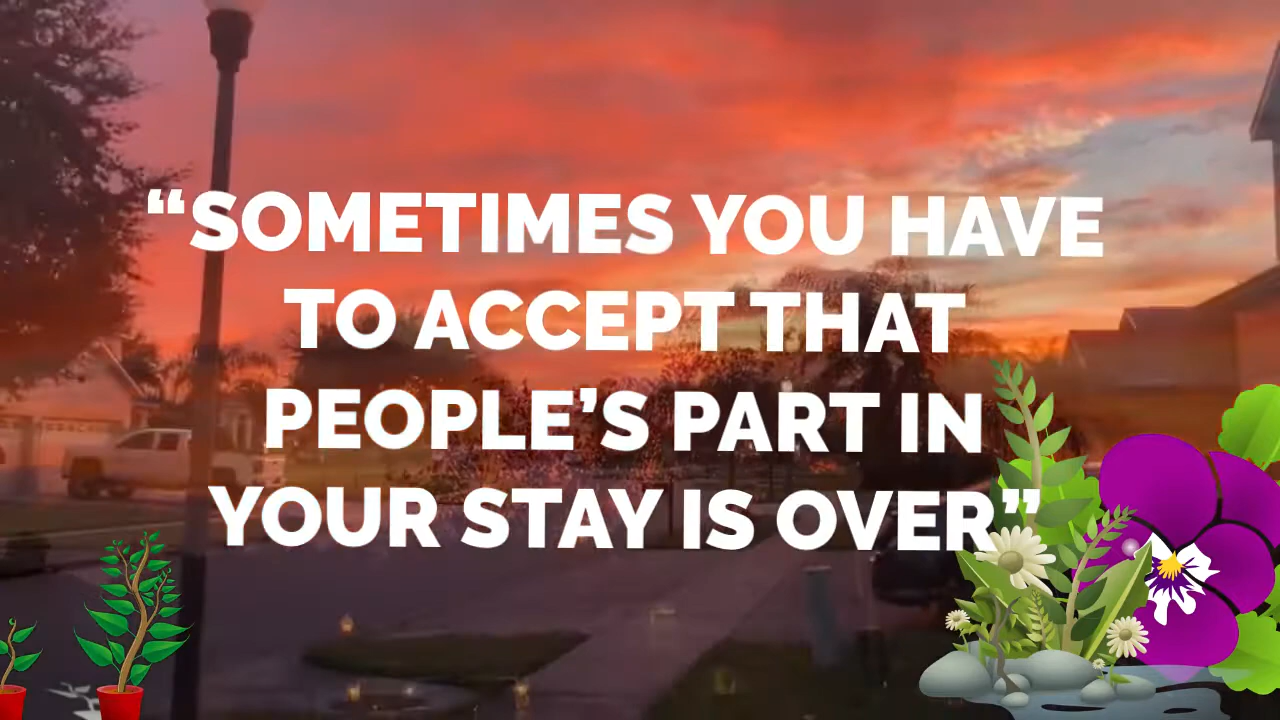 “SOMETIMES YOU HAVE
TO ACCEPT THAT
PEOPLE’S PART IN
YOUR STAY IS OVER”